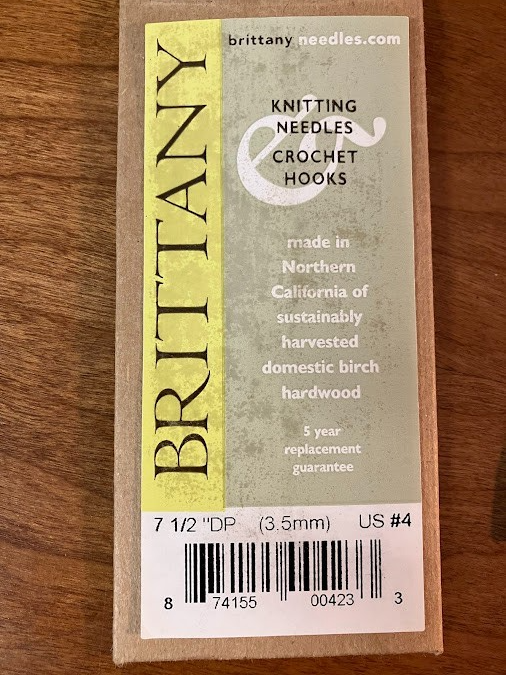 BRITTANY
brittany needles.com
KNITTING
NEEDLES
&
CROCHET
HOOKS
made in
Northern
California of
sustainably
harvested
domestic birch
hardwood
5 year
replacement
guarantee
7 1/2 "DP (3.5mm) US #4
8 74155 00423 3